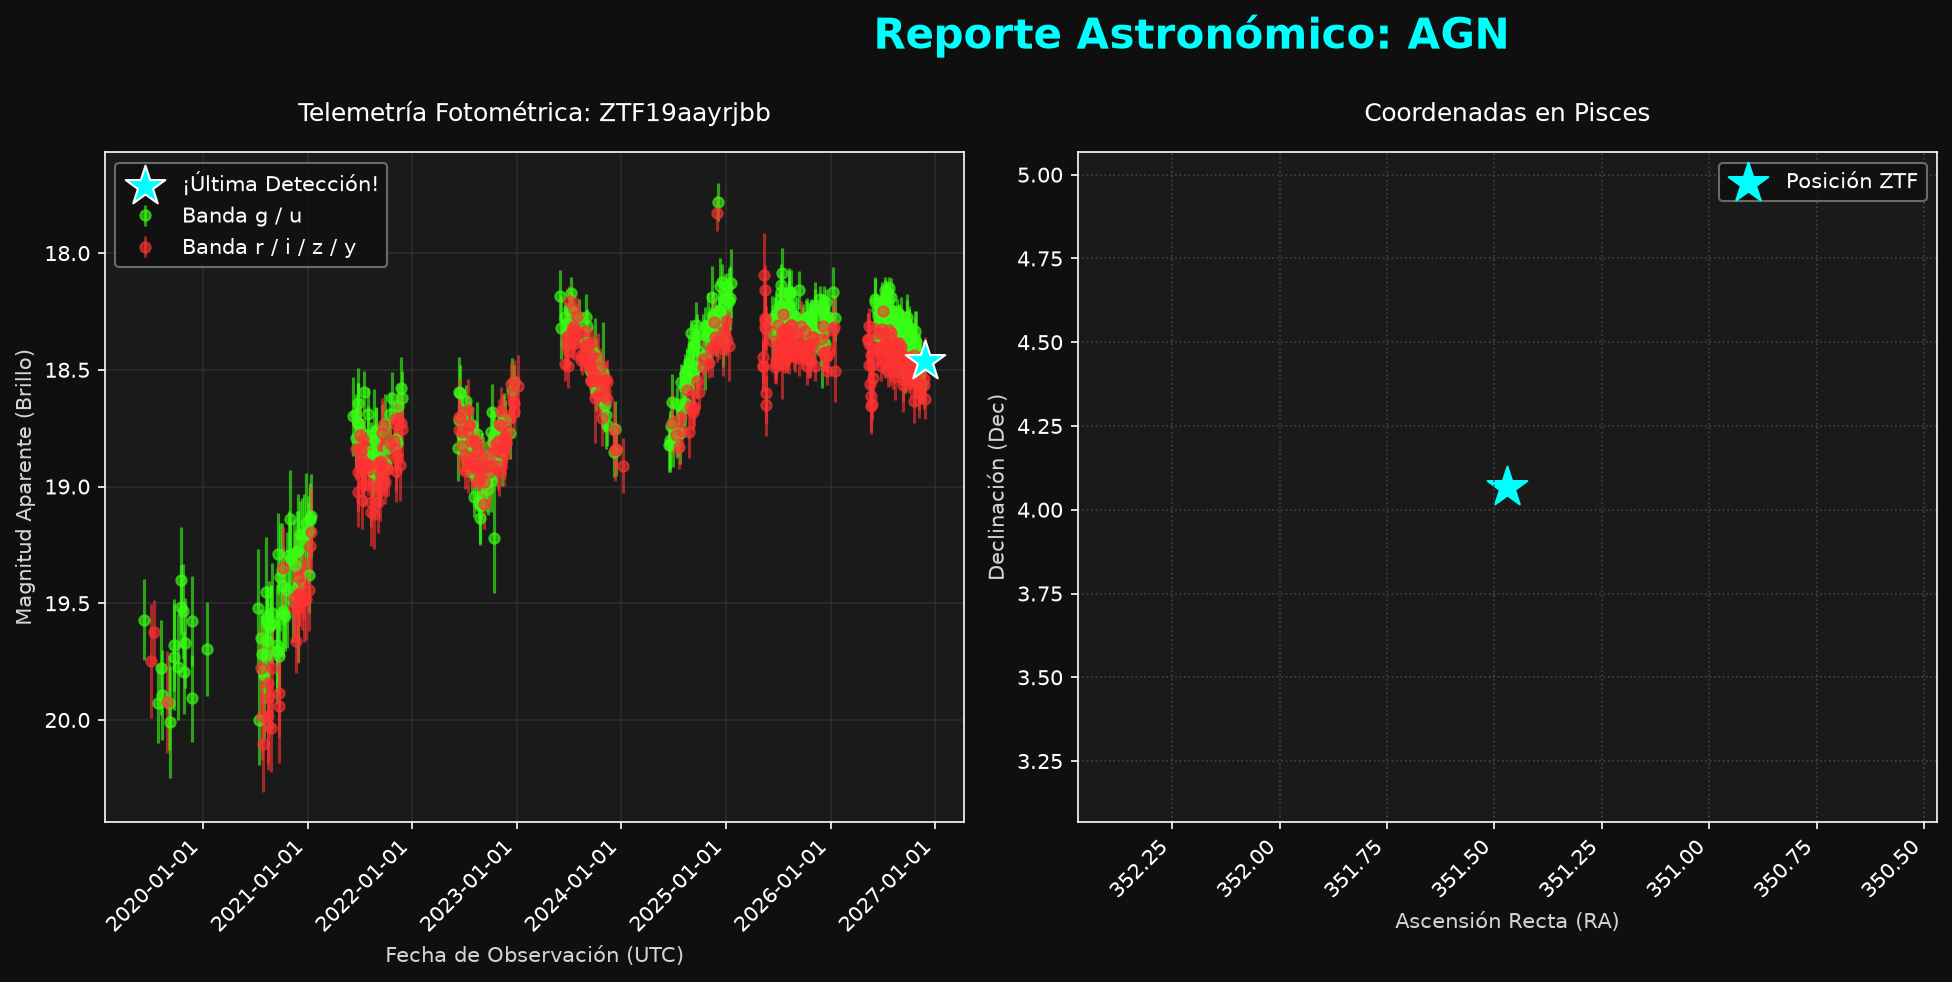 Reporte Astronómico: AGN
Telemetría Fotométrica: ZTF19aayrjbb
¡Última Detección!
Banda g / u
Banda r / i / z / y
Magnitud Aparente (Brillo)
18.0
18.5
19.0
19.5
20.0
2020-01-01
2021-01-01
2022-01-01
2023-01-01
2024-01-01
2025-01-01
2026-01-01
2027-01-01
Fecha de Observación (UTC)
Coordenadas en Pisces
Posición ZTF
Declinación (Dec)
5.00
4.75
4.50
4.25
4.00
3.75
3.50
3.25
352.25
352.00
351.75
351.50
351.25
351.00
350.75
350.50
Ascensión Recta (RA)